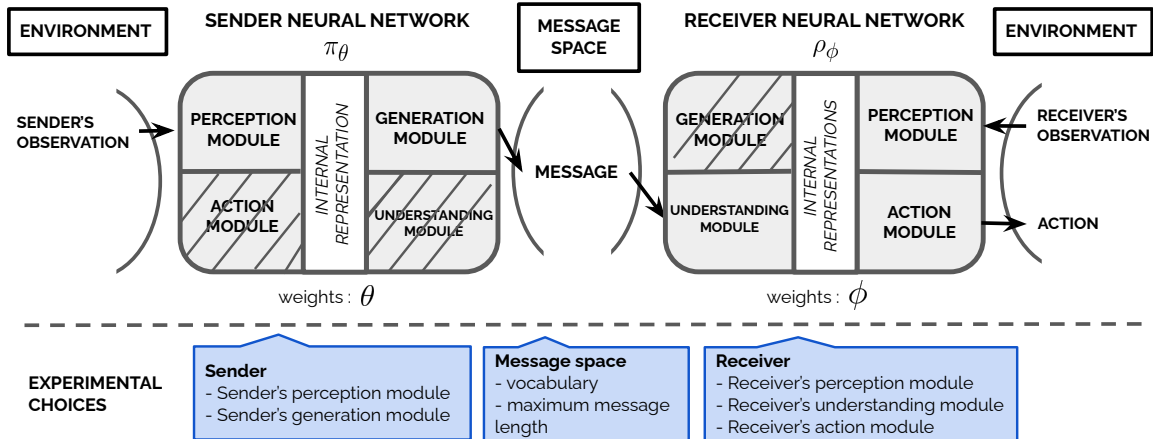 ENVIRONMENT
SENDER NEURAL NETWORK
π_θ
MESSAGE
SPACE
RECEIVER NEURAL NETWORK
ρ_ϕ
ENVIRONMENT
SENDER'S
OBSERVATION
PERCEPTION
MODULE
INTERNAL
REPRESENTATION
GENERATION
MODULE
ACTION
MODULE
UNDERSTANDING
MODULE
MESSAGE
GENERATION
MODULE
INTERNAL
REPRESENTATIONS
PERCEPTION
MODULE
UNDERSTANDING
MODULE
ACTION
MODULE
RECEIVER'S
OBSERVATION
ACTION
weights : θ
weights : ϕ
EXPERIMENTAL
CHOICES
Sender
- Sender's perception module
- Sender's generation module
Message space
- vocabulary
- maximum message
length
Receiver
- Receiver's perception module
- Receiver's understanding module
- Receiver's action module